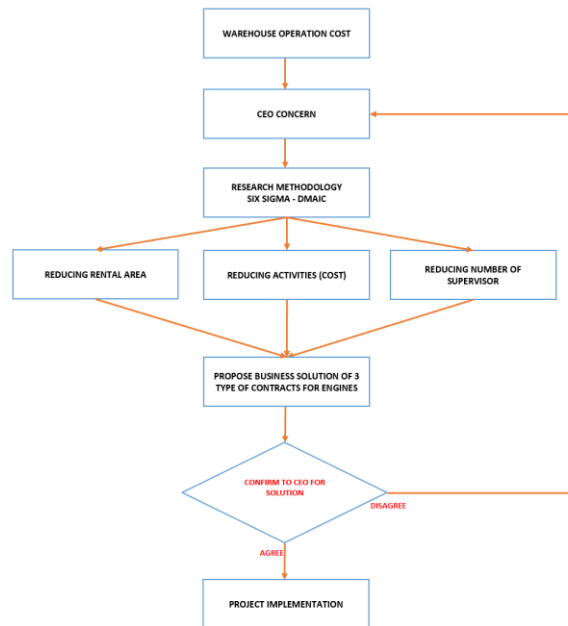 WAREHOUSE OPERATION COST
CEO CONCERN
RESEARCH METHODOLOGY
SIX SIGMA - DMAIC
REDUCING RENTAL AREA
REDUCING ACTIVITIES (COST)
REDUCING NUMBER OF
SUPERVISOR
PROPOSE BUSINESS SOLUTION OF 3
TYPE OF CONTRACTS FOR ENGINES
CONFIRM TO CEO FOR
SOLUTION
DISAGREE
AGREE
PROJECT IMPLEMENTATION